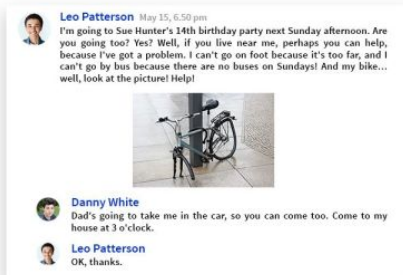 Leo Patterson May 15, 6.50 pm
I'm going to Sue Hunter's 14th birthday party next Sunday afternoon. Are
you going too? Yes? Well, if you live near me, perhaps you can help,
because I've got a problem. I can't go on foot because it's too far, and I
can't go by bus because there are no buses on Sundays! And my bike...
well, look at the picture! Help!
Danny White
Dad's going to take me in the car, so you can come too. Come to my
house at 3 o'clock.
Leo Patterson
OK, thanks.